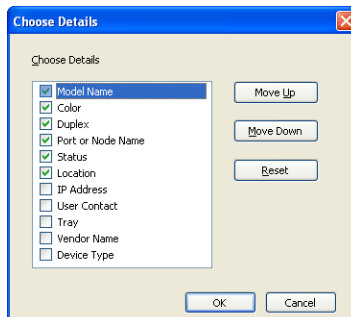 Choose Details
Choose Details
Model Name
Color
Duplex
Port or Node Name
Status
Location
IP Address
User Contact
Tray
Vendor Name
Device Type
Move Up
Move Down
Reset
OK
Cancel